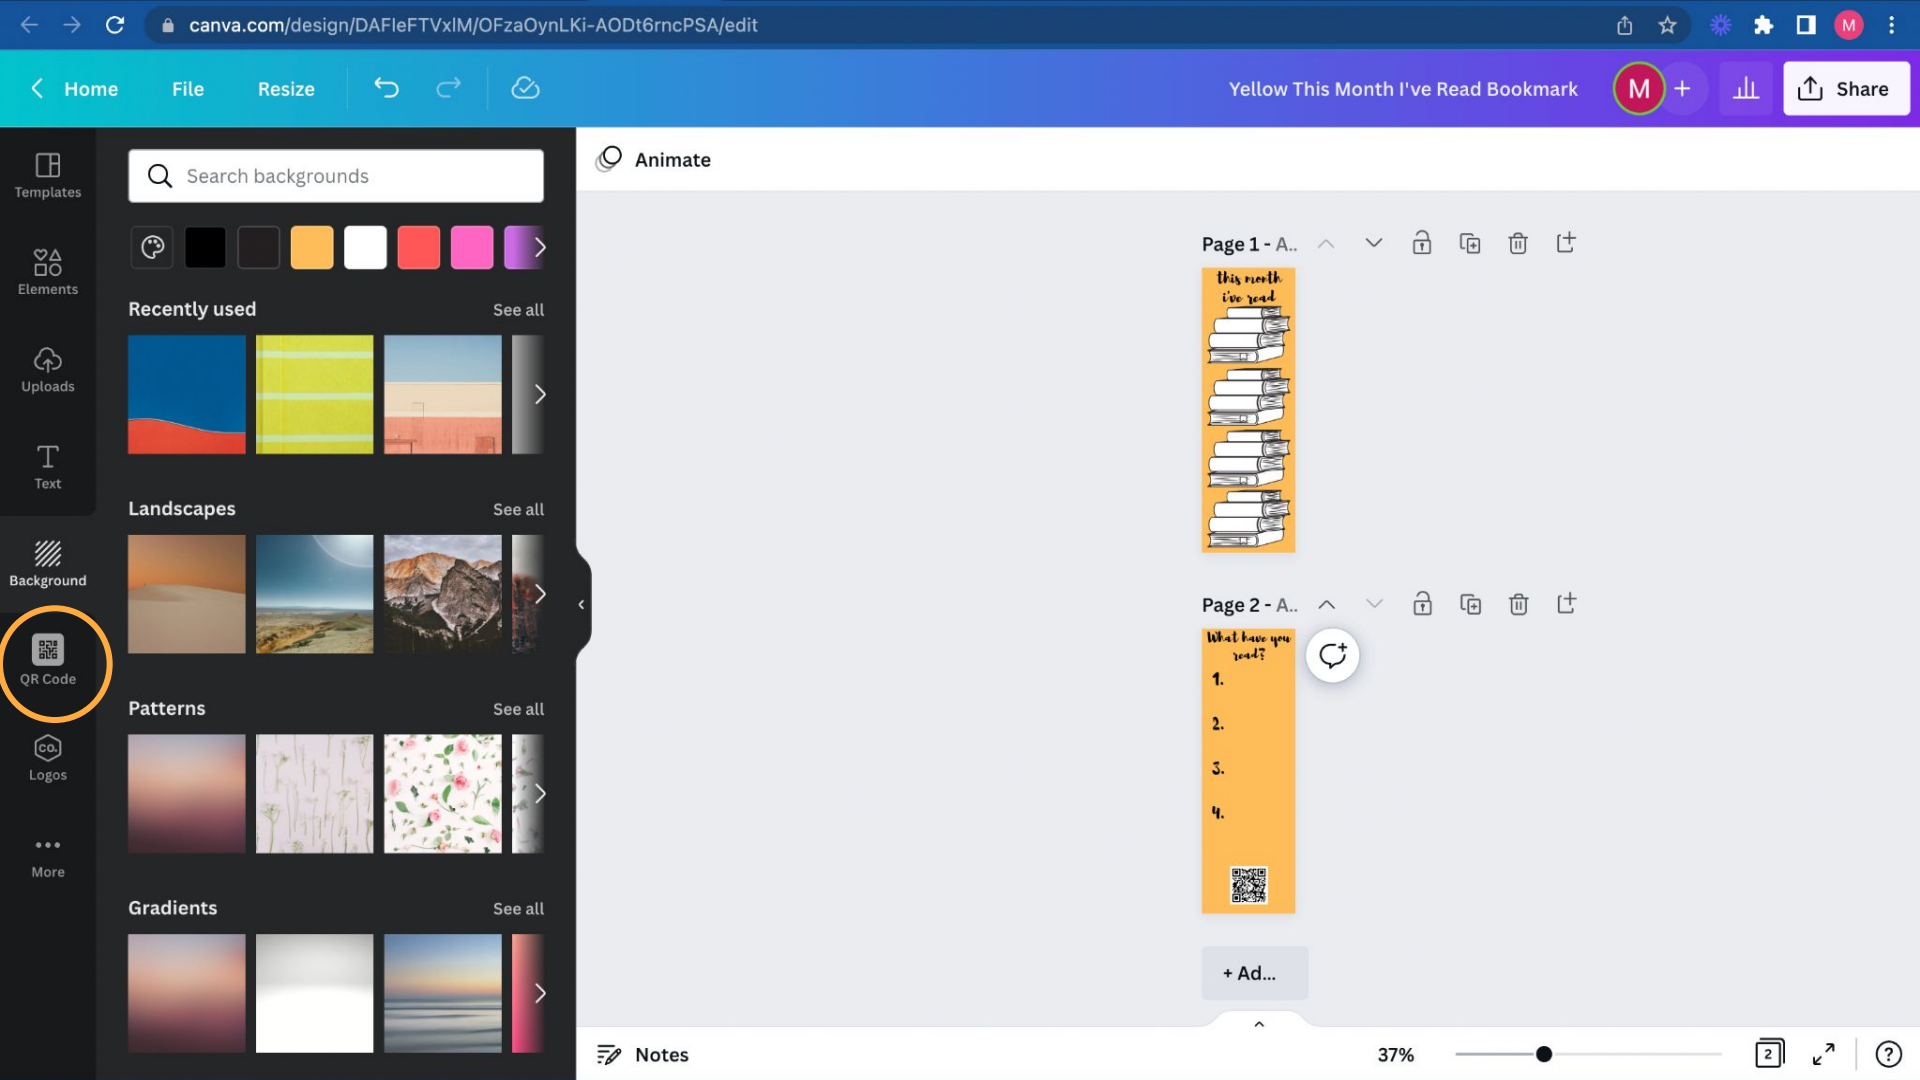 canva.com/design/DAFleFTVxIM/OFzaOynLKi-AODt6rncPSA/edit
M
Home
File
Resize
Yellow This Month I've Read Bookmark
M
+
Share
Templates
Elements
Uploads
Text
Background
QR Code
CO.
Logos
More
Search backgrounds
Recently used
See all
Landscapes
See all
Patterns
See all
Gradients
See all
Animate
Page 1 - A..
this month
i've read
Page 2 - A..
What have you
read?
1.
2.
3.
4.
+ Ad...
Notes
37%
2
?